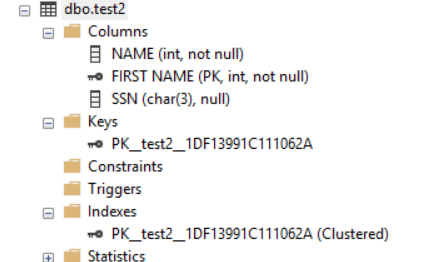 dbo.test2
Columns
NAME (int, not null)
FIRST NAME (PK, int, not null)
SSN (char(3), null)
Keys
PK__test2__1DF13991C111062A
Constraints
Triggers
Indexes
PK__test2__1DF13991C111062A (Clustered)
Statistics